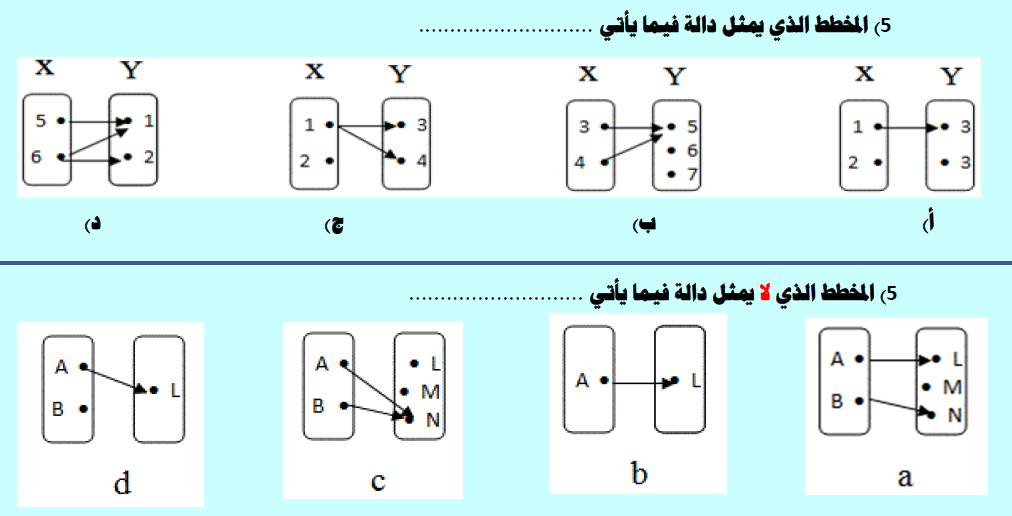 5) المخطط الذي يمثل دالة فيما يأتي ............................
X Y X Y X Y X Y
5 1 1 3 3 5 1 3
6 2 2 4 4 6 2 3
7
أ) ب) ج) د)
5) المخطط الذي لا يمثل دالة فيما يأتي ............................
A L A L A L A L
B B M B M
N N
d c b a